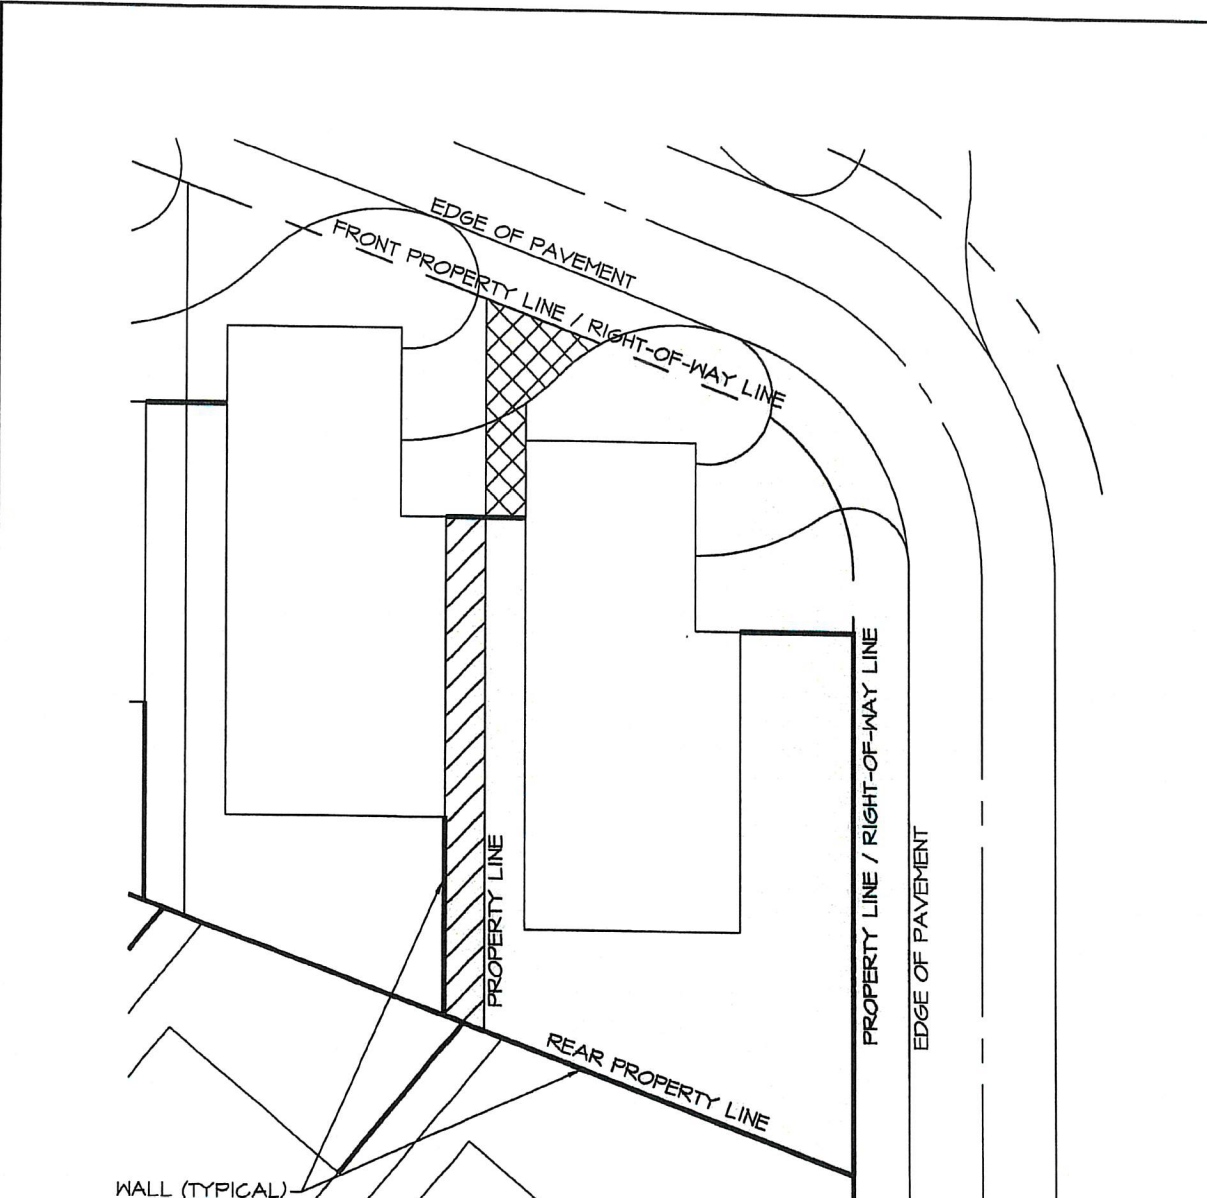 EDGE OF PAVEMENT
FRONT PROPERTY LINE / RIGHT-OF-WAY LINE
PROPERTY LINE / RIGHT-OF-WAY LINE
EDGE OF PAVEMENT
PROPERTY LINE
REAR PROPERTY LINE
WALL (TYPICAL)